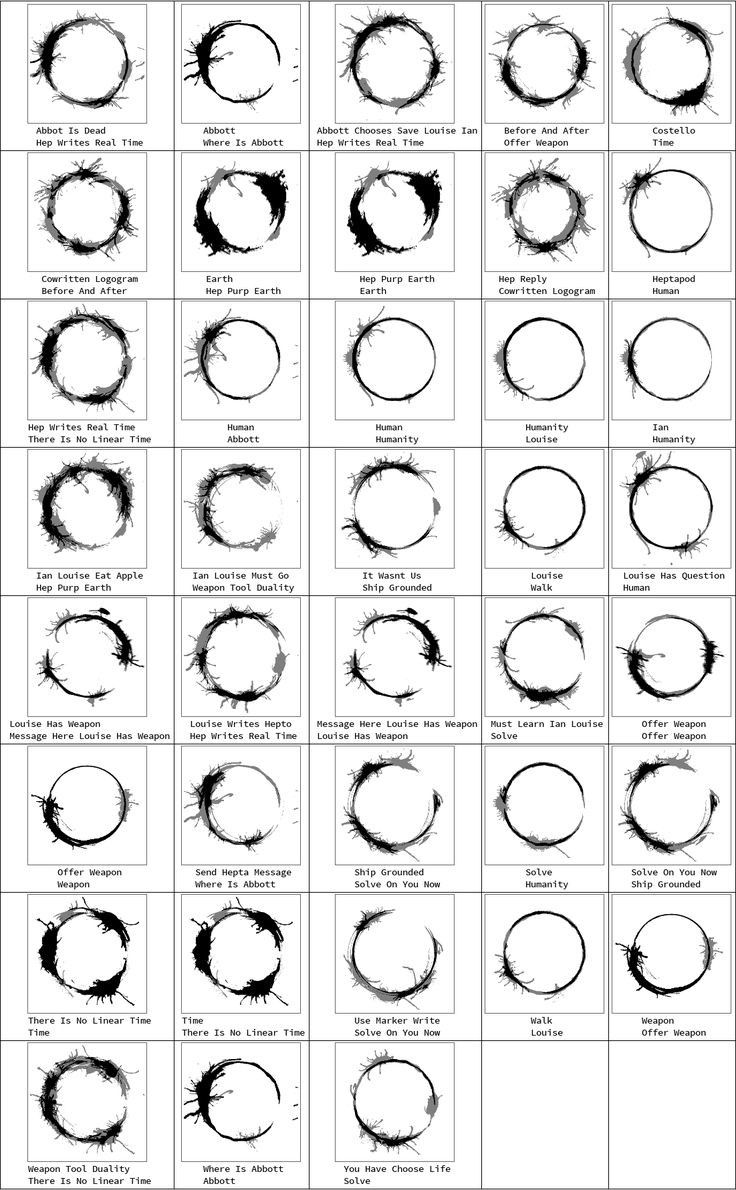 Abbot Is Dead
Hep Writes Real Time
Abbott
Where Is Abbott
Abbott Chooses Save Louise Ian
Hep Writes Real Time
Before And After
Offer Weapon
Costello
Time
Cowritten Logogram
Before And After
Earth
Hep Purp Earth
Hep Purp Earth
Earth
Hep Reply
Cowritten Logogram
Heptapod
Human
Hep Writes Real Time
There Is No Linear Time
Human
Abbott
Human
Humanity
Humanity
Louise
Ian
Humanity
Ian Louise Eat Apple
Hep Purp Earth
Ian Louise Must Go
Weapon Tool Duality
It Wasnt Us
Ship Grounded
Louise
Walk
Louise Has Question
Human
Louise Has Weapon
Message Here Louise Has Weapon
Louise Writes Hepto
Hep Writes Real Time
Message Here Louise Has Weapon
Louise Has Weapon
Must Learn Ian Louise
Solve
Offer Weapon
Offer Weapon
Offer Weapon
Weapon
Send Hepta Message
Where Is Abbott
Ship Grounded
Solve On You Now
Solve
Humanity
Solve On You Now
Ship Grounded
There Is No Linear Time
Time
Time
There Is No Linear Time
Use Marker Write
Solve On You Now
Walk
Louise
Weapon
Offer Weapon
Weapon Tool Duality
There Is No Linear Time
Where Is Abbott
Abbott
You Have Choose Life
Solve